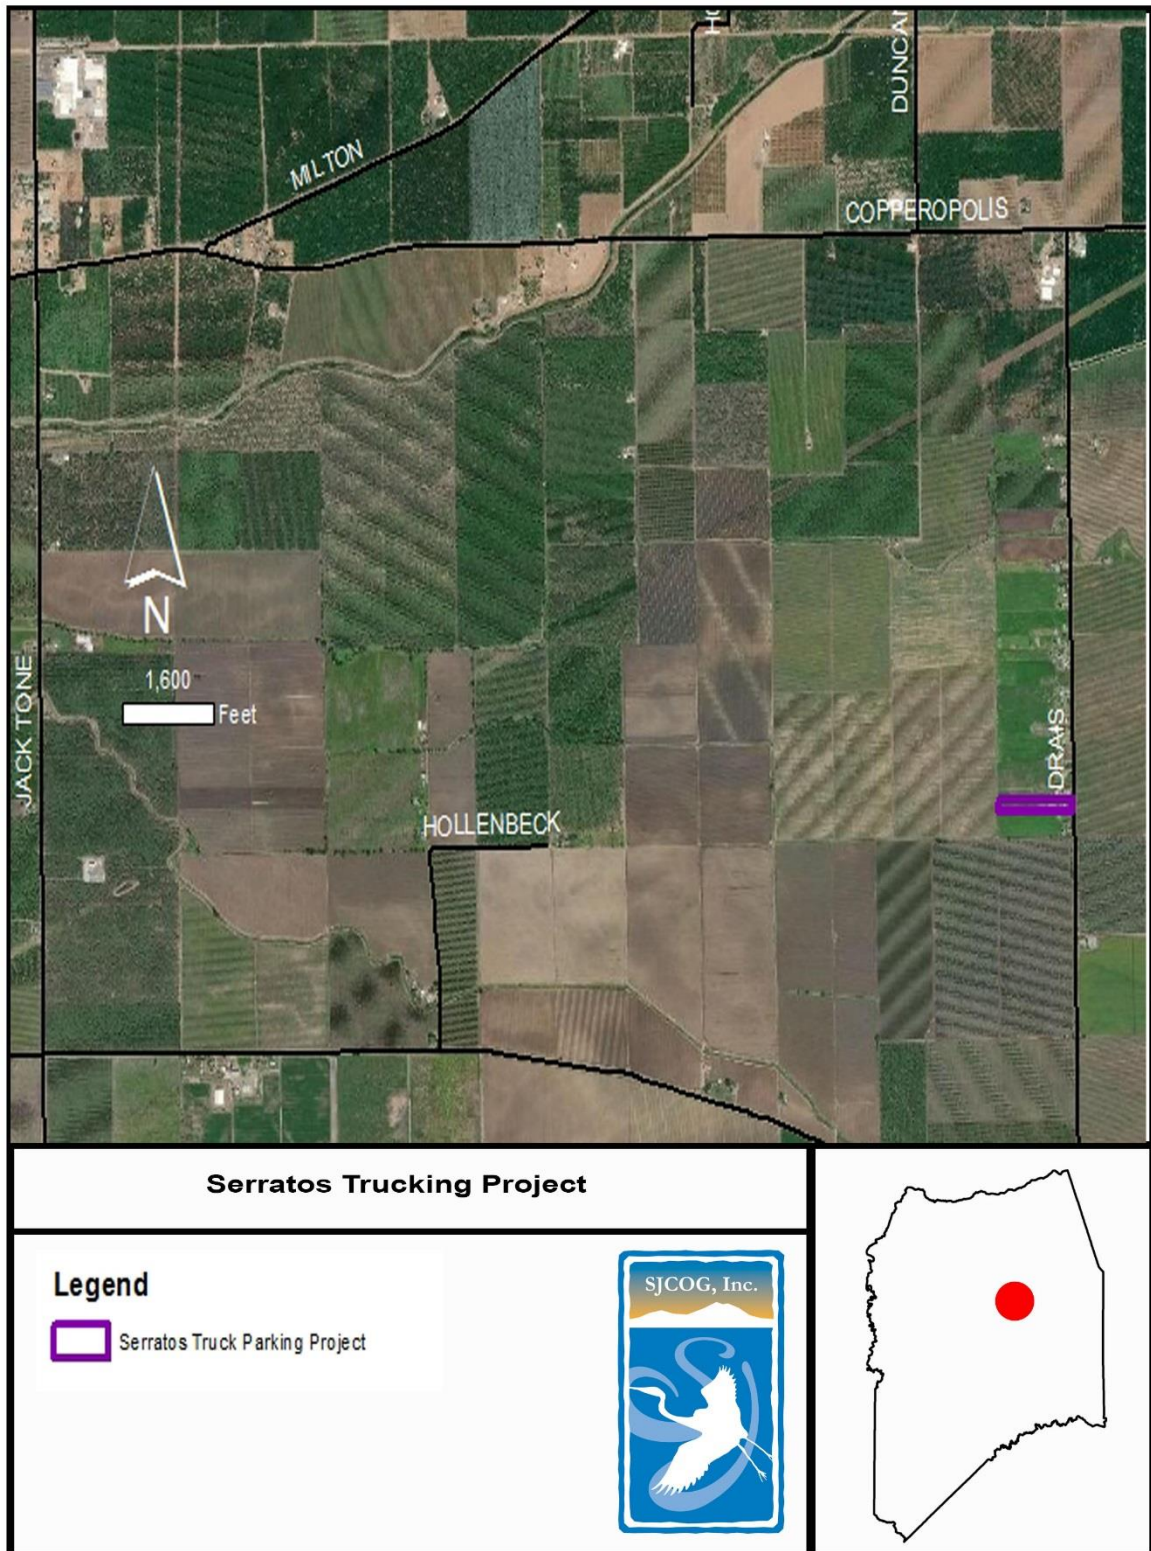 DUNCAN
MILTON
COPPEROPOLIS
N
1,600
Feet
JACK TONE
DRAIS
HOLLENBECK
Serratos Trucking Project
Legend
Serratos Truck Parking Project
SJCOG, Inc.